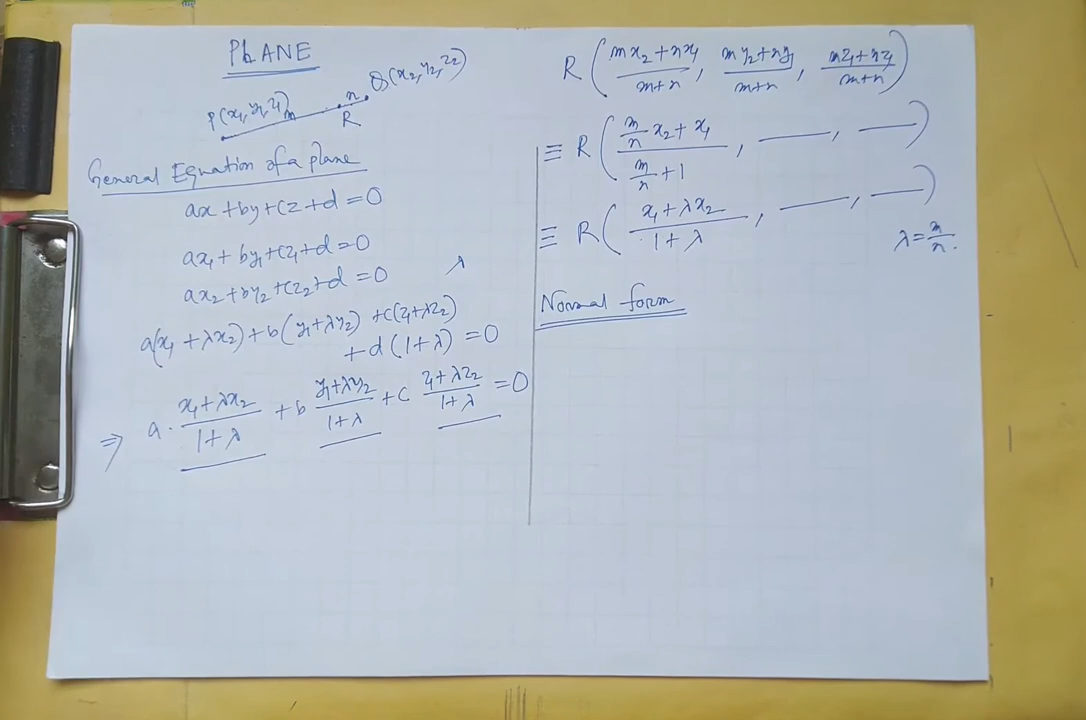 PLANE
P(x₁, y₁, z₁) m n Q(x₂, y₂, z₂)
R
General Equation of a plane
ax + by + cz + d = 0
ax₁ + by₁ + cz₁ + d = 0
ax₂ + by₂ + cz₂ + d = 0 λ
a(x₁ + λx₂) + b(y₁ + λy₂) + c(z₁ + λz₂)
+ d(1 + λ) = 0
⇒ a · (x₁ + λx₂)/(1 + λ) + b (y₁ + λy₂)/(1 + λ) + c (z₁ + λz₂)/(1 + λ) = 0
R ( (mx₂ + nx₁)/(m+n), (my₂ + ny₁)/(m+n), (mz₁ + nz₁)/(m+n) )
≡ R ( (m/n x₂ + x₁)/(m/n + 1), —, — )
≡ R ( (x₁ + λx₂)/(1 + λ), —, — )
λ = m/n.
Normal form